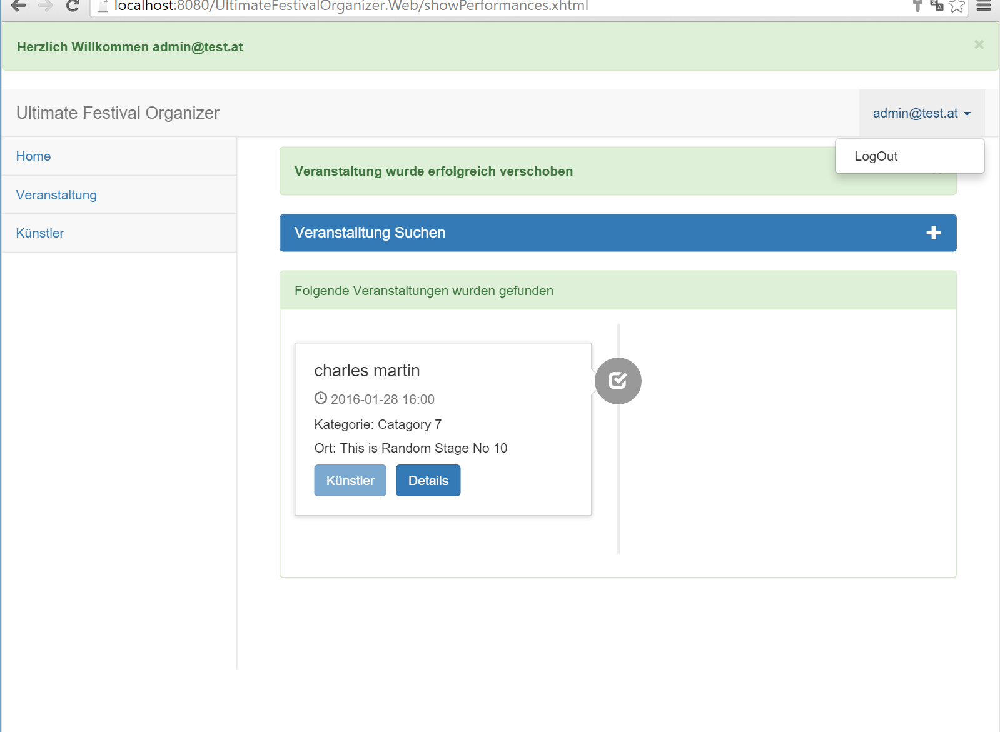 localhost:8080/UltimateFestivalOrganizer.Web/showPerformances.xhtml
Herzlich Willkommen admin@test.at
×
Ultimate Festival Organizer
admin@test.at
LogOut
Home
Veranstaltung
Künstler
Veranstaltung wurde erfolgreich verschoben
Veranstalltung Suchen
Folgende Veranstaltungen wurden gefunden
charles martin
2016-01-28 16:00
Kategorie: Catagory 7
Ort: This is Random Stage No 10
Künstler
Details